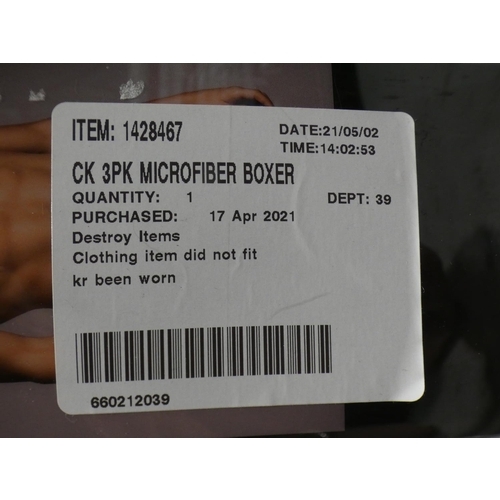 ITEM: 1428467 DATE:21/05/02
TIME:14:02:53
CK 3PK MICROFIBER BOXER
QUANTITY: 1 DEPT: 39
PURCHASED: 17 Apr 2021
Destroy Items
Clothing item did not fit
kr been worn
660212039